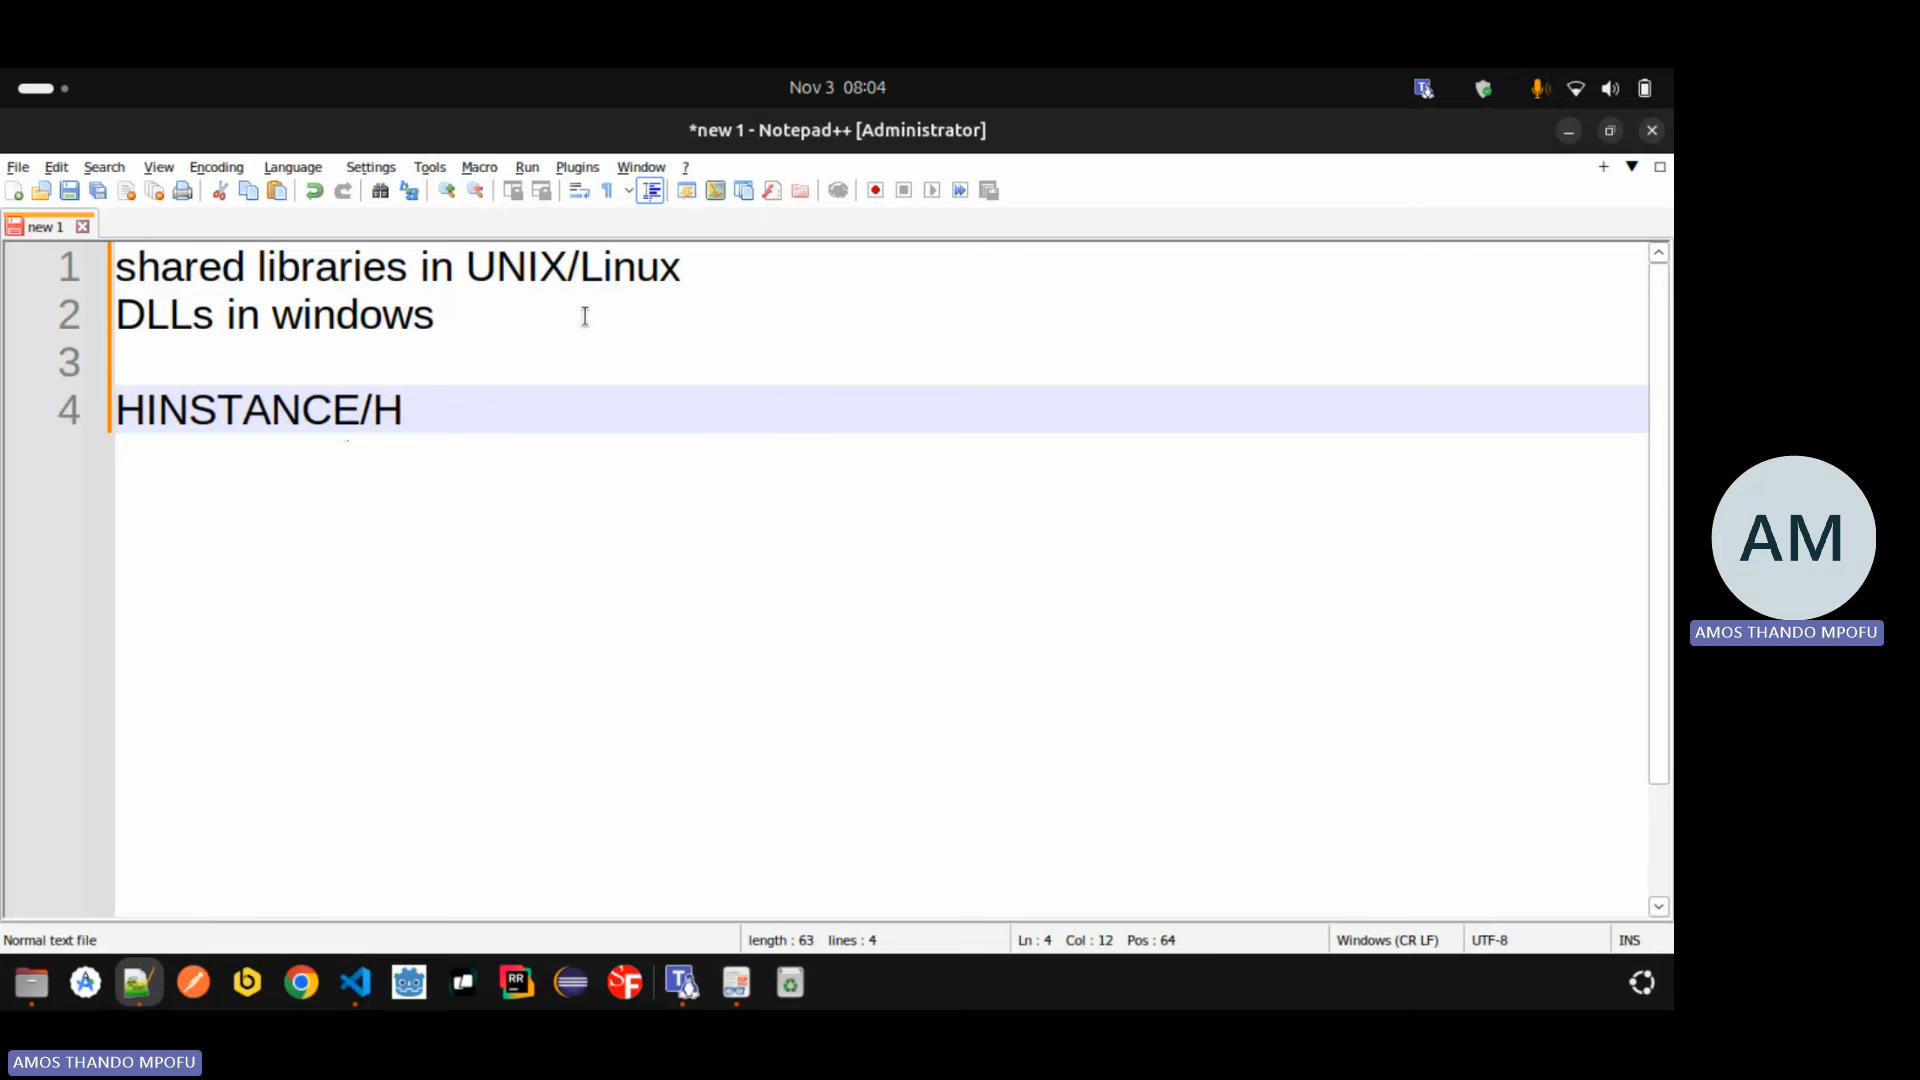 Nov 3 08:04
*new 1 - Notepad++ [Administrator]
File Edit Search View Encoding Language Settings Tools Macro Run Plugins Window ?
new 1
1 shared libraries in UNIX/Linux
2 DLLs in windows
3
4 HINSTANCE/H
AM
AMOS THANDO MPOFU
Normal text file length : 63 lines : 4 Ln : 4 Col : 12 Pos : 64 Windows (CR LF) UTF-8 INS
RR
SF
AMOS THANDO MPOFU